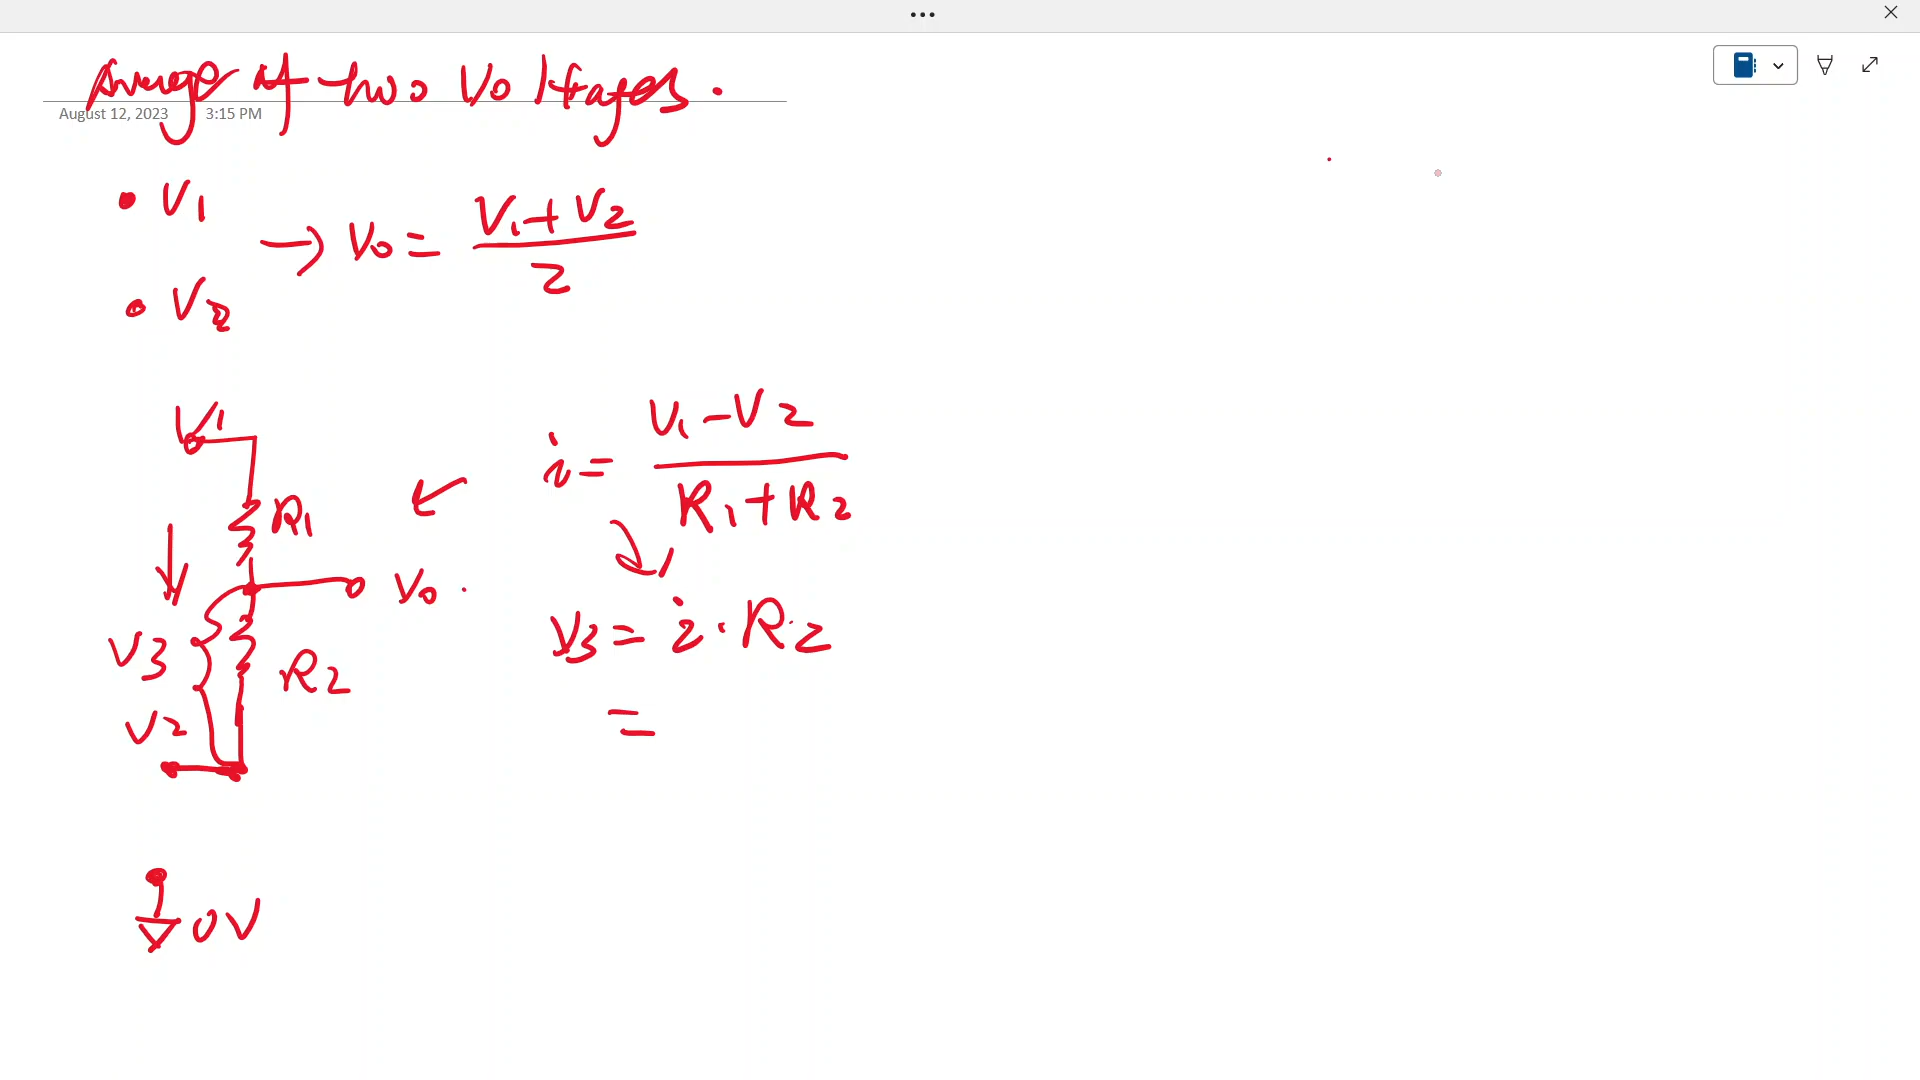 Average of two Voltages.
August 12, 2023 3:15 PM
• V1
→ Vo = V1+V2 / 2
• V2
V1
i = V1-V2 / R1+R2
R1
Vo
V3 = i · R2
V3
R2
V2
=
0V